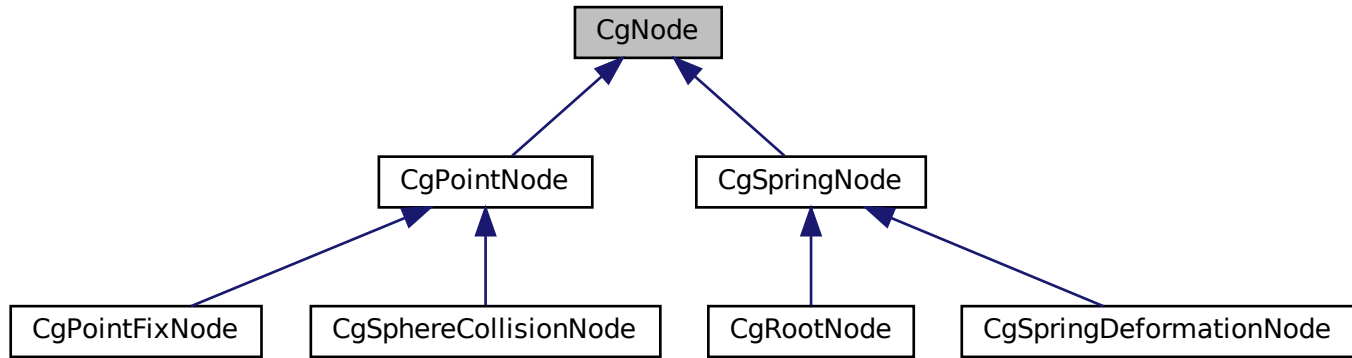 CgNode
CgPointNode
CgSpringNode
CgPointFixNode
CgSphereCollisionNode
CgRootNode
CgSpringDeformationNode